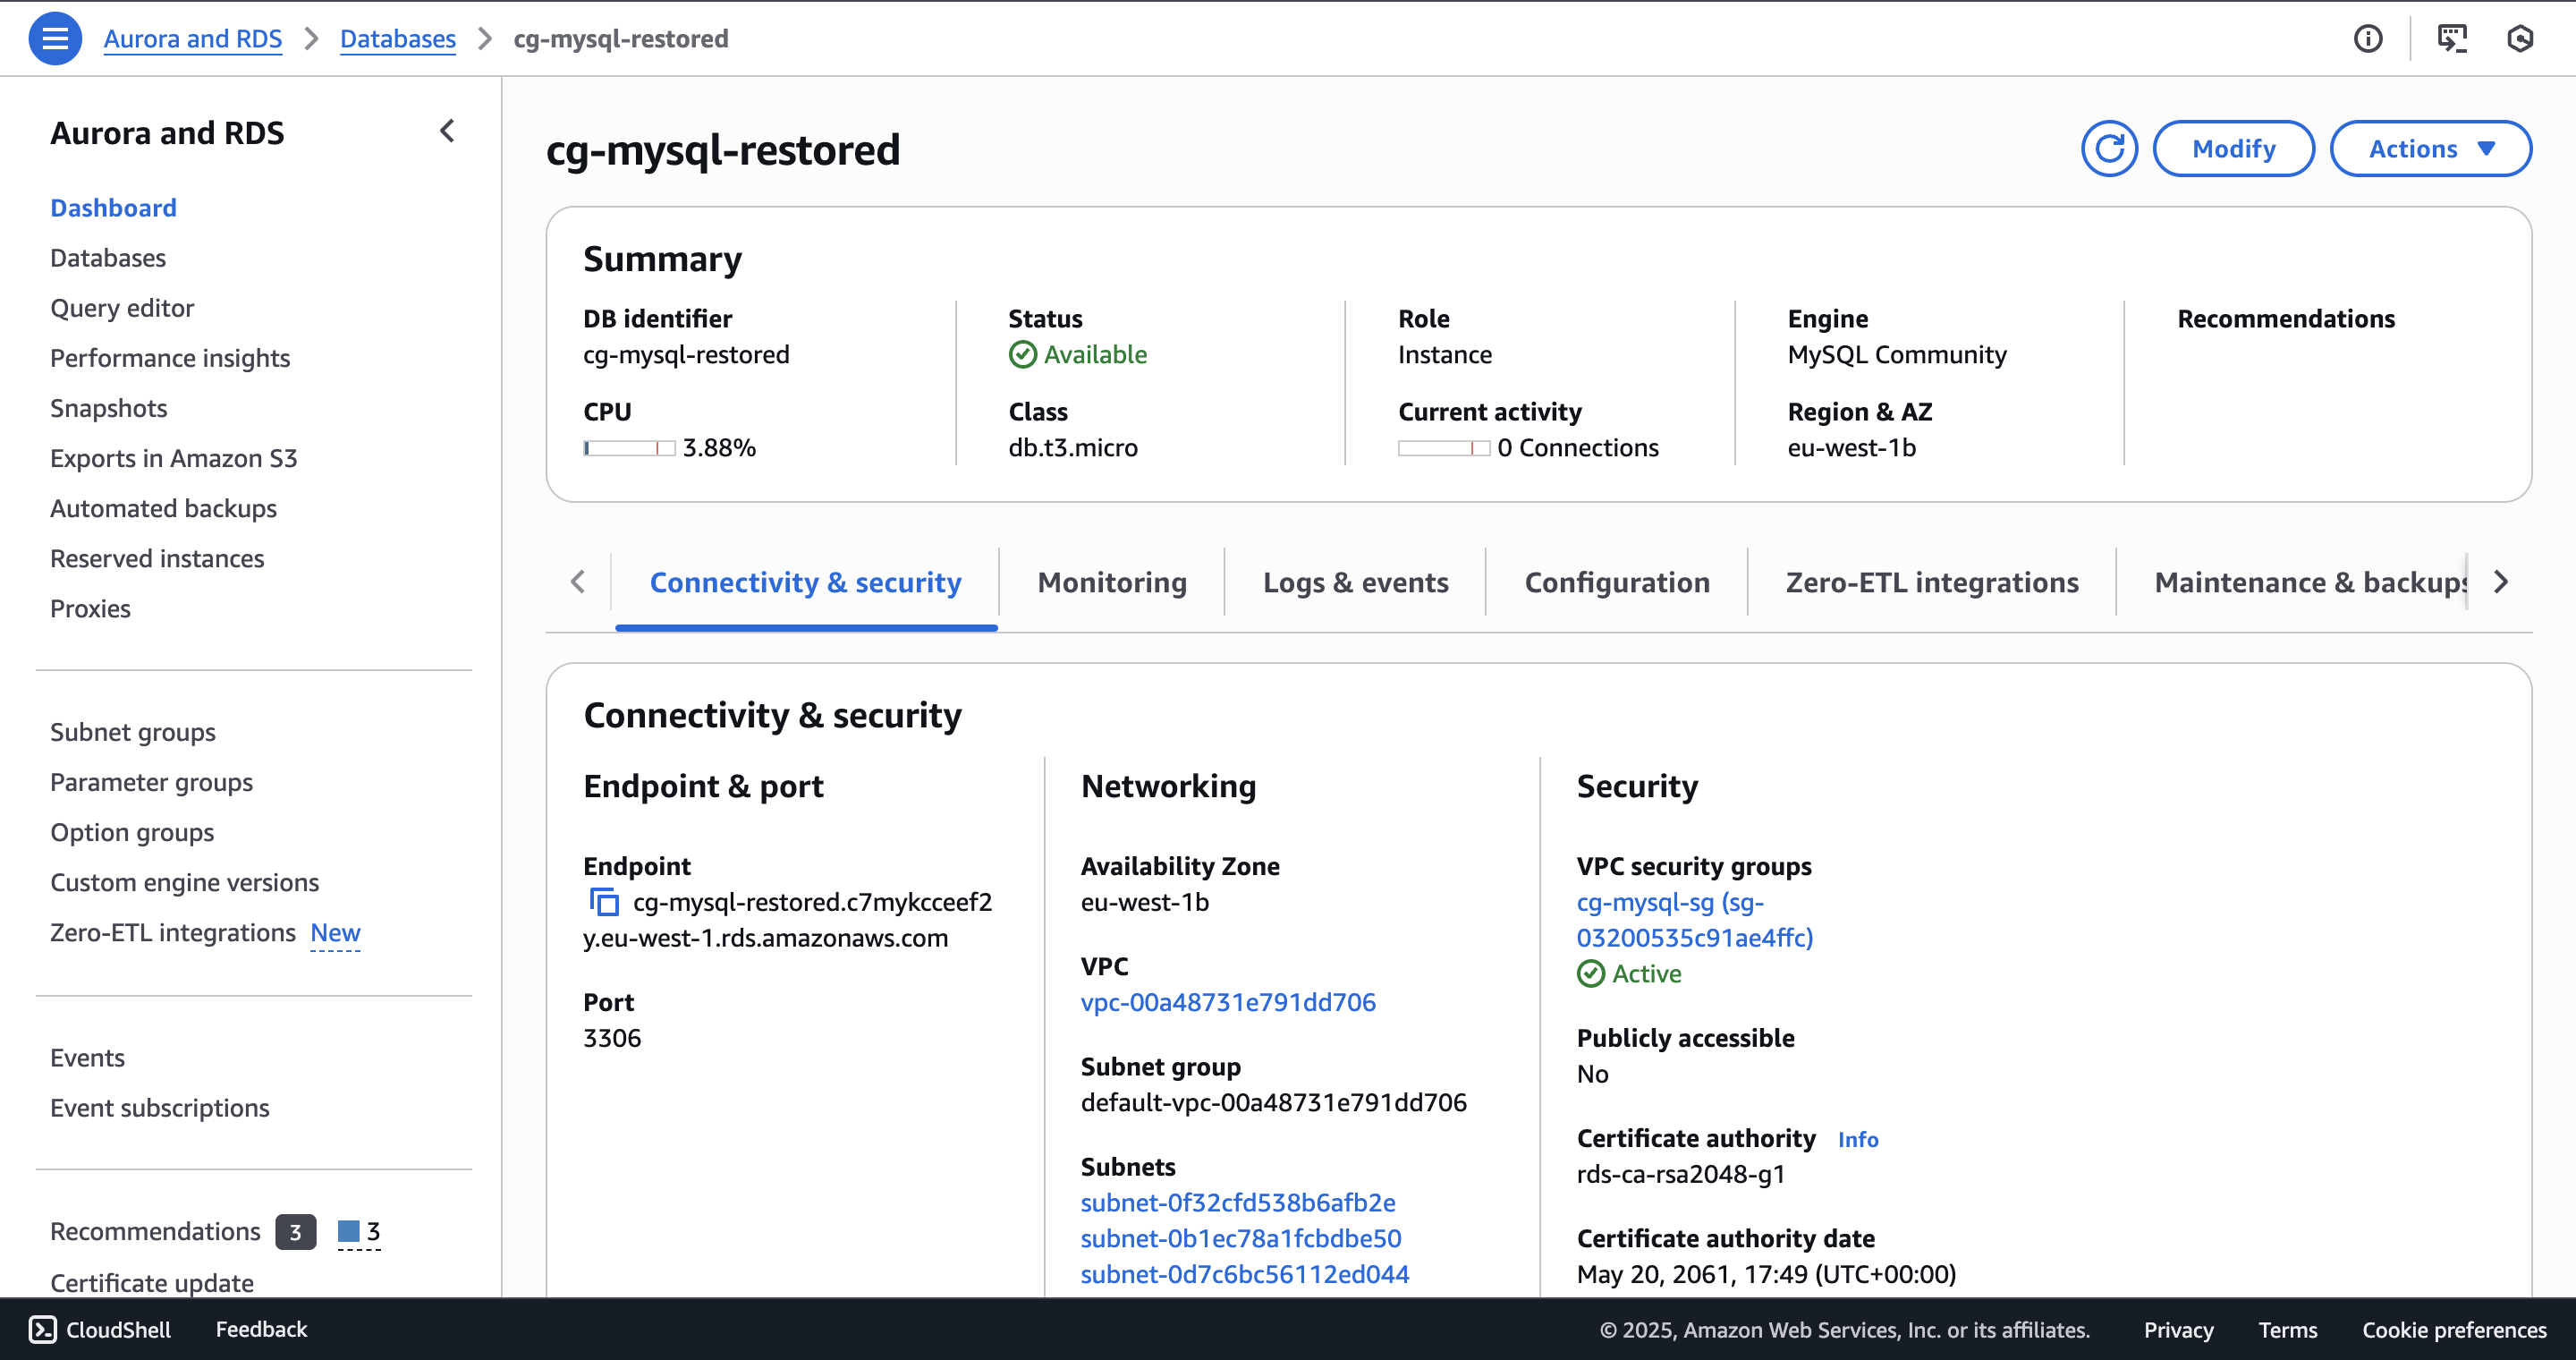 Aurora and RDS > Databases > cg-mysql-restored
Aurora and RDS
Dashboard
Databases
Query editor
Performance insights
Snapshots
Exports in Amazon S3
Automated backups
Reserved instances
Proxies
Subnet groups
Parameter groups
Option groups
Custom engine versions
Zero-ETL integrations New
Events
Event subscriptions
Recommendations 3 3
Certificate update
cg-mysql-restored
Modify
Actions
Summary
DB identifier
cg-mysql-restored
CPU
3.88%
Status
Available
Class
db.t3.micro
Role
Instance
Current activity
0 Connections
Engine
MySQL Community
Region & AZ
eu-west-1b
Recommendations
Connectivity & security
Monitoring
Logs & events
Configuration
Zero-ETL integrations
Maintenance & backups
Connectivity & security
Endpoint & port
Endpoint
cg-mysql-restored.c7mykcceef2
y.eu-west-1.rds.amazonaws.com
Port
3306
Networking
Availability Zone
eu-west-1b
VPC
vpc-00a48731e791dd706
Subnet group
default-vpc-00a48731e791dd706
Subnets
subnet-0f32cfd538b6afb2e
subnet-0b1ec78a1fcbdbe50
subnet-0d7c6bc56112ed044
Security
VPC security groups
cg-mysql-sg (sg-
03200535c91ae4ffc)
Active
Publicly accessible
No
Certificate authority Info
rds-ca-rsa2048-g1
Certificate authority date
May 20, 2061, 17:49 (UTC+00:00)
CloudShell
Feedback
© 2025, Amazon Web Services, Inc. or its affiliates.
Privacy
Terms
Cookie preferences